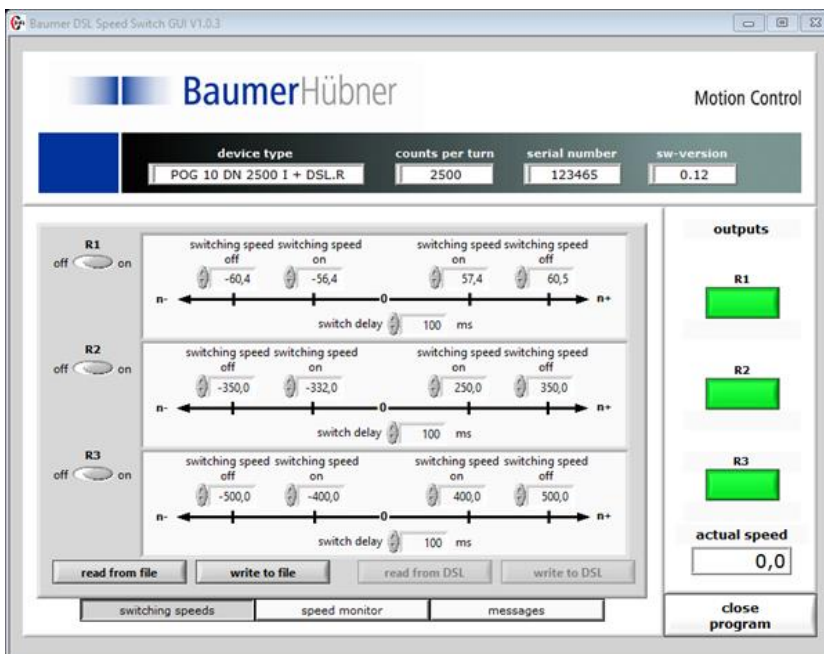 Baumer DSL Speed Switch GUI V1.0.3
BaumerHübner
Motion Control
device type counts per turn serial number sw-version
POG 10 DN 2500 I + DSL.R 2500 123465 0.12
R1
off on
switching speed switching speed switching speed switching speed
off on on off
-60,4 -56,4 57,4 60,5
n- 0 n+
switch delay 100 ms
R2
off on
switching speed switching speed switching speed switching speed
off on on off
-350,0 -332,0 250,0 350,0
n- 0 n+
switch delay 100 ms
R3
off on
switching speed switching speed switching speed switching speed
off on on off
-500,0 -400,0 400,0 500,0
n- 0 n+
switch delay 100 ms
read from file write to file read from DSL write to DSL
switching speeds speed monitor messages
outputs
R1
R2
R3
actual speed
0,0
close
program